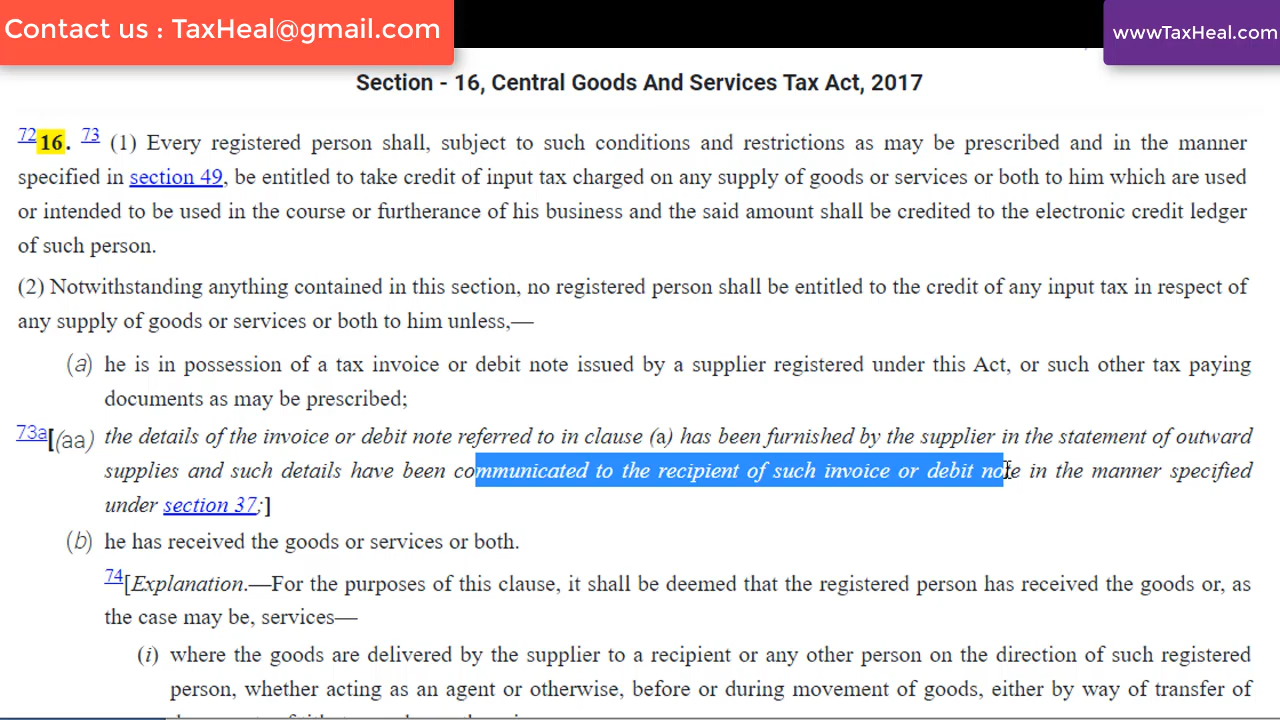 Contact us : TaxHeal@gmail.com
wwwTaxHeal.com
Section - 16, Central Goods And Services Tax Act, 2017
72 16. 73 (1) Every registered person shall, subject to such conditions and restrictions as may be prescribed and in the manner
specified in section 49, be entitled to take credit of input tax charged on any supply of goods or services or both to him which are used
or intended to be used in the course or furtherance of his business and the said amount shall be credited to the electronic credit ledger
of such person.
(2) Notwithstanding anything contained in this section, no registered person shall be entitled to the credit of any input tax in respect of
any supply of goods or services or both to him unless,—
(a) he is in possession of a tax invoice or debit note issued by a supplier registered under this Act, or such other tax paying
documents as may be prescribed;
73a[(aa) the details of the invoice or debit note referred to in clause (a) has been furnished by the supplier in the statement of outward
supplies and such details have been communicated to the recipient of such invoice or debit note in the manner specified
under section 37;]
(b) he has received the goods or services or both.
74[Explanation.—For the purposes of this clause, it shall be deemed that the registered person has received the goods or, as
the case may be, services—
(i) where the goods are delivered by the supplier to a recipient or any other person on the direction of such registered
person, whether acting as an agent or otherwise, before or during movement of goods, either by way of transfer of